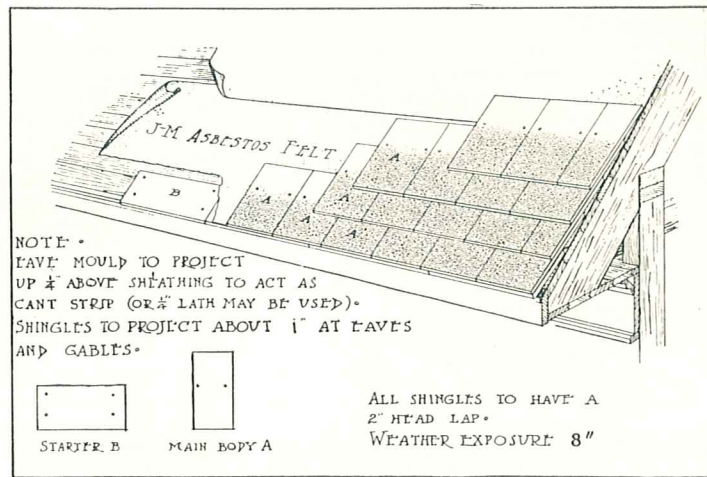 J-M ASBESTOS FELT
A
A
A
A
A
B
NOTE.
EAVE MOULD TO PROJECT
UP ¼" ABOVE SHEATHING TO ACT AS
CANT STRIP (OR ¼" LATH MAY BE USED).
SHINGLES TO PROJECT ABOUT 1" AT EAVES
AND GABLES.
STARTER B
MAIN BODY A
ALL SHINGLES TO HAVE A
2" HEAD LAP.
WEATHER EXPOSURE 8"